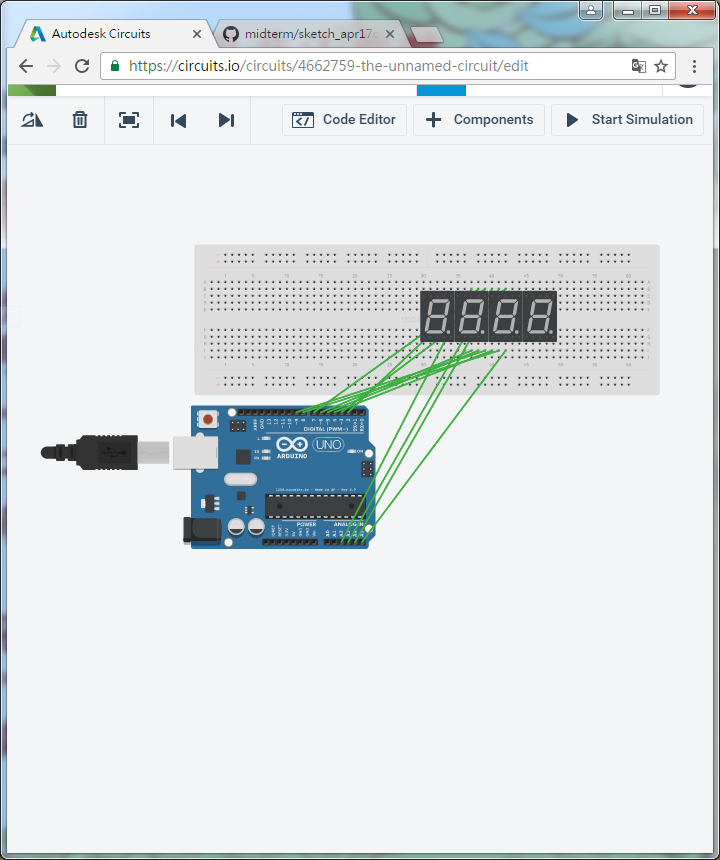 Autodesk Circuits
midterm/sketch_apr17
https://circuits.io/circuits/4662759-the-unnamed-circuit/edit
Code Editor
Components
Start Simulation
DIGITAL (PWM~)
UNO
ARDUINO
POWER
ANALOG IN